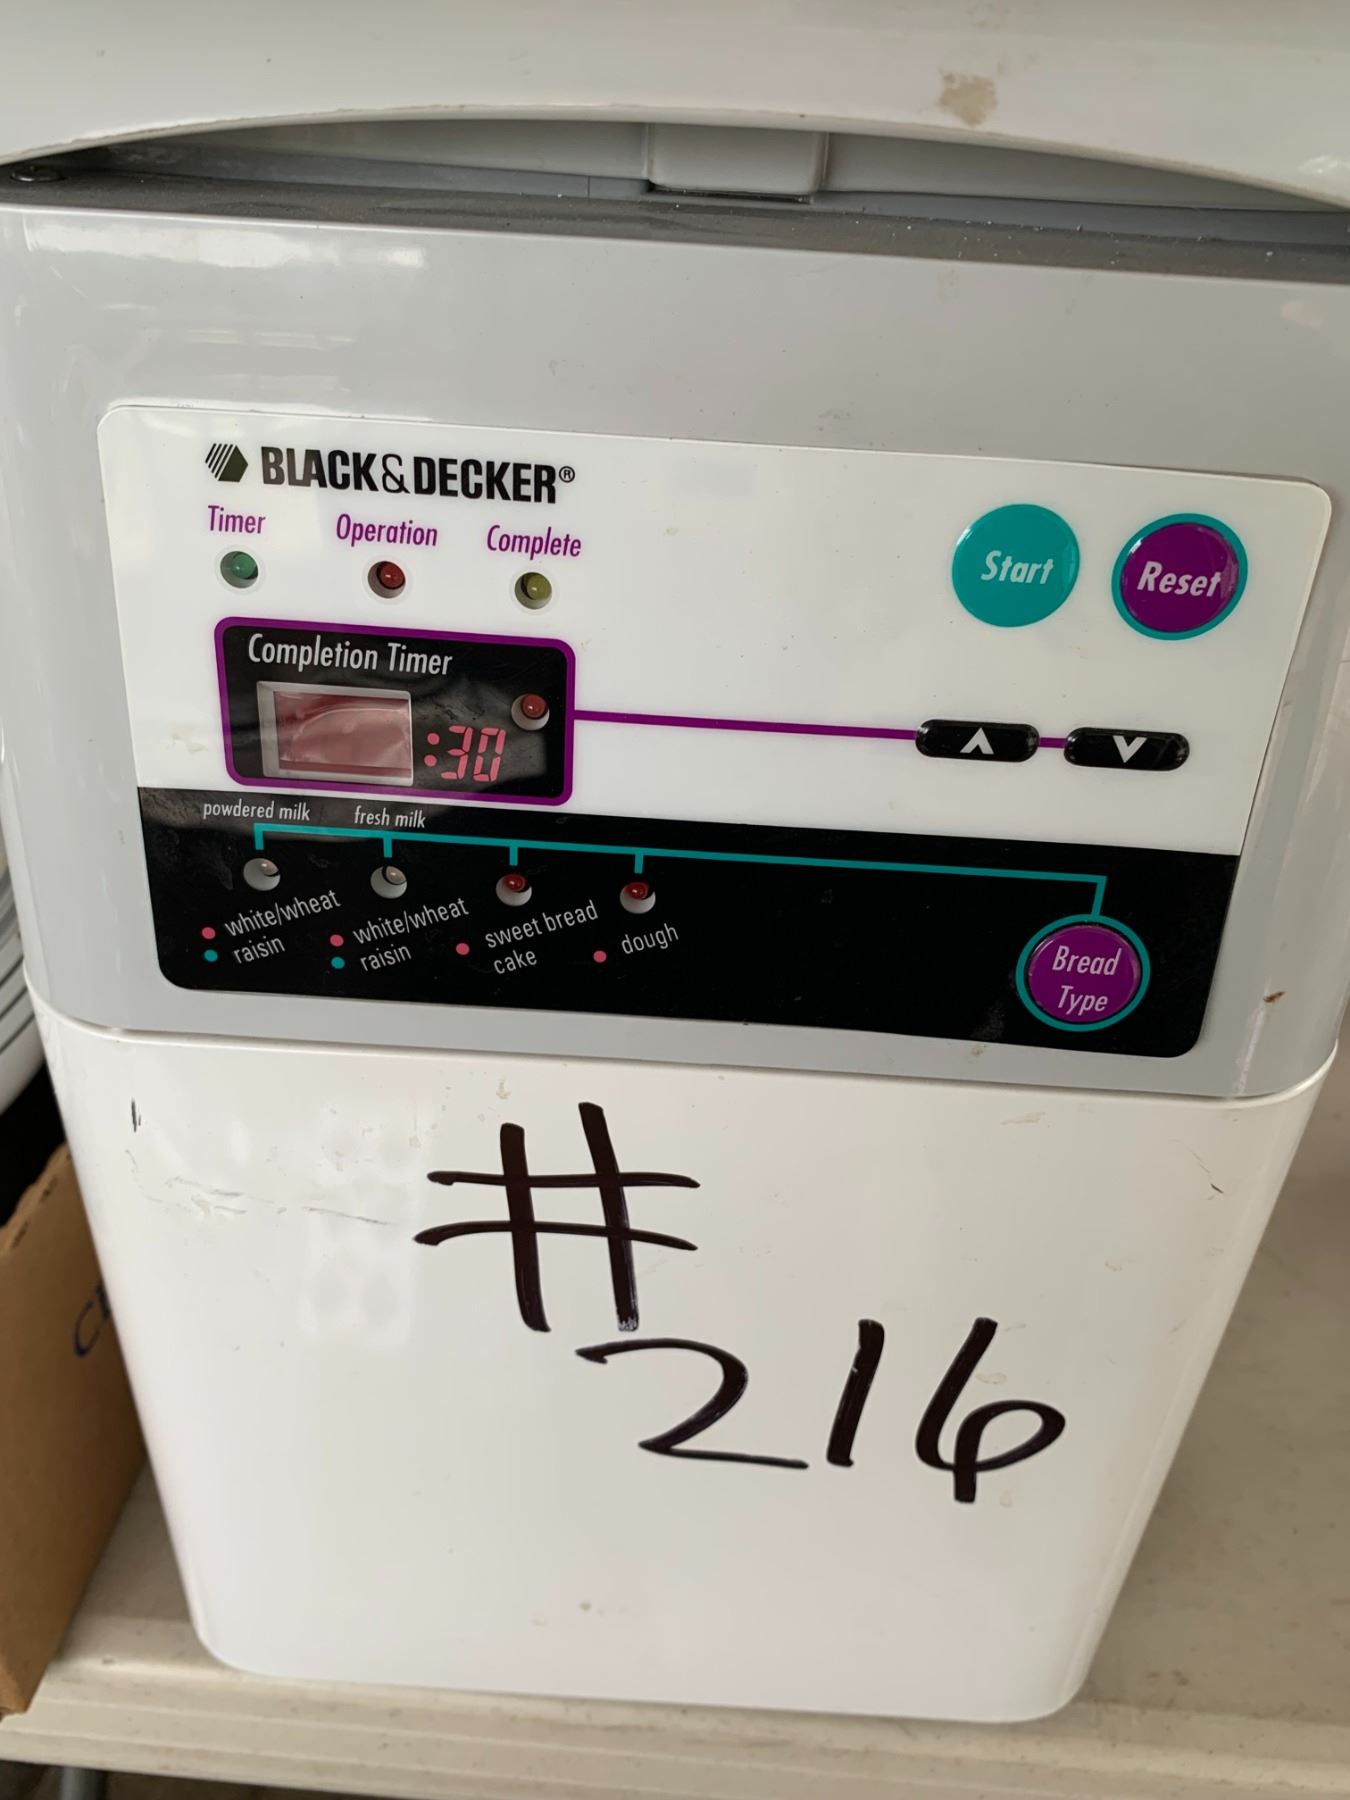 BLACK&DECKER®
Timer Operation Complete
Start Reset
Completion Timer
:30
powdered milk fresh milk
white/wheat
raisin
white/wheat
raisin
sweet bread
cake
dough
Bread
Type
#
216